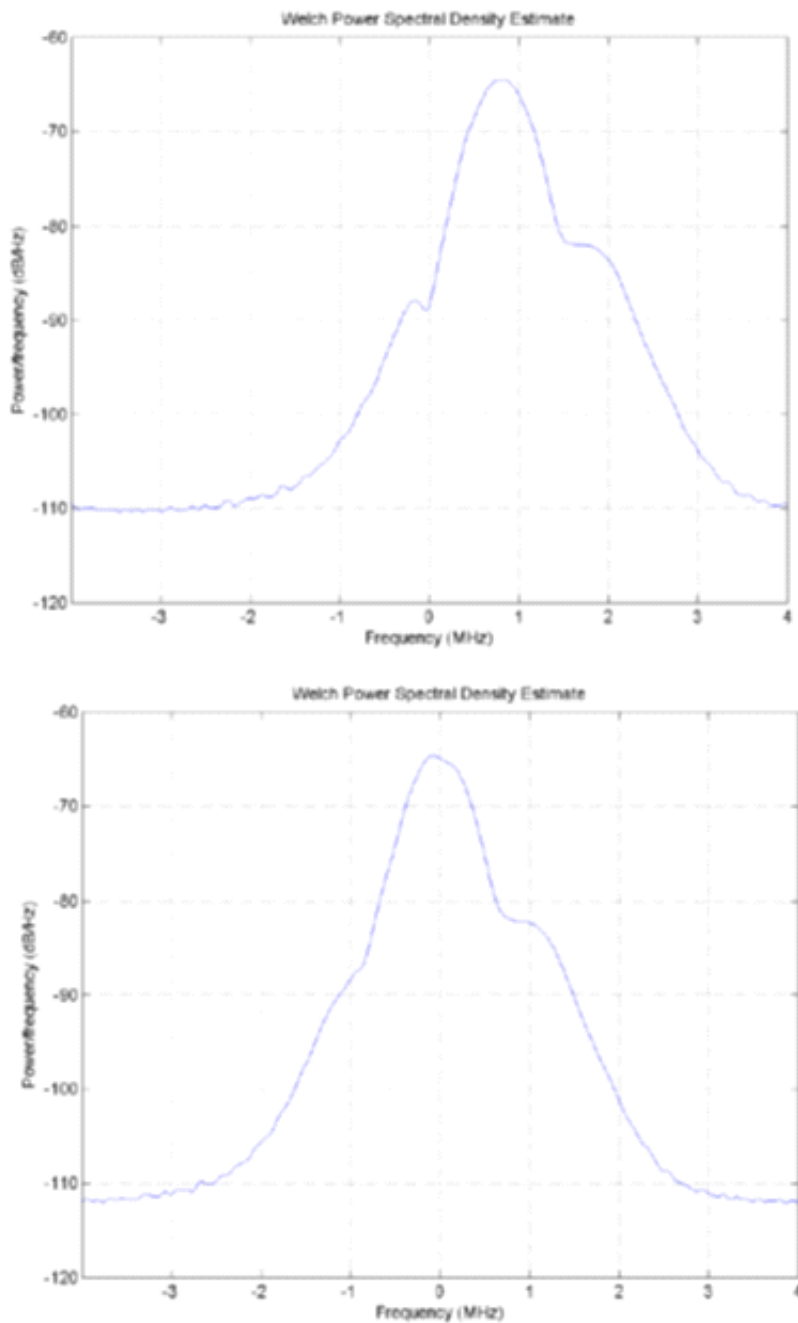 Welch Power Spectral Density Estimate
-60
-70
-80
-90
-100
-110
-120
Power/frequency (dB/Hz)
-3 -2 -1 0 1 2 3 4
Frequency (MHz)
Welch Power Spectral Density Estimate
-60
-70
-80
-90
-100
-110
-120
Power/frequency (dB/Hz)
-3 -2 -1 0 1 2 3 4
Frequency (MHz)